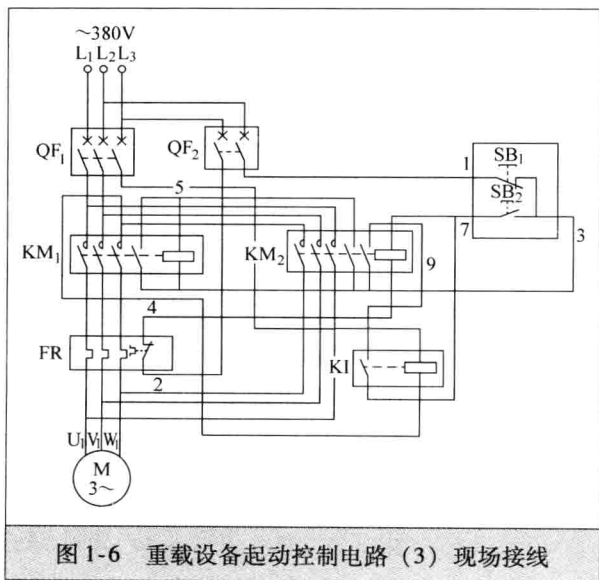 ～380V
L₁ L₂ L₃
QF₁
QF₂
1
SB₁
SB₂
5
7
3
KM₁
KM₂
9
4
FR
KI
2
U₁ V₁ W₁
M
3～
图 1-6 重载设备起动控制电路（3）现场接线